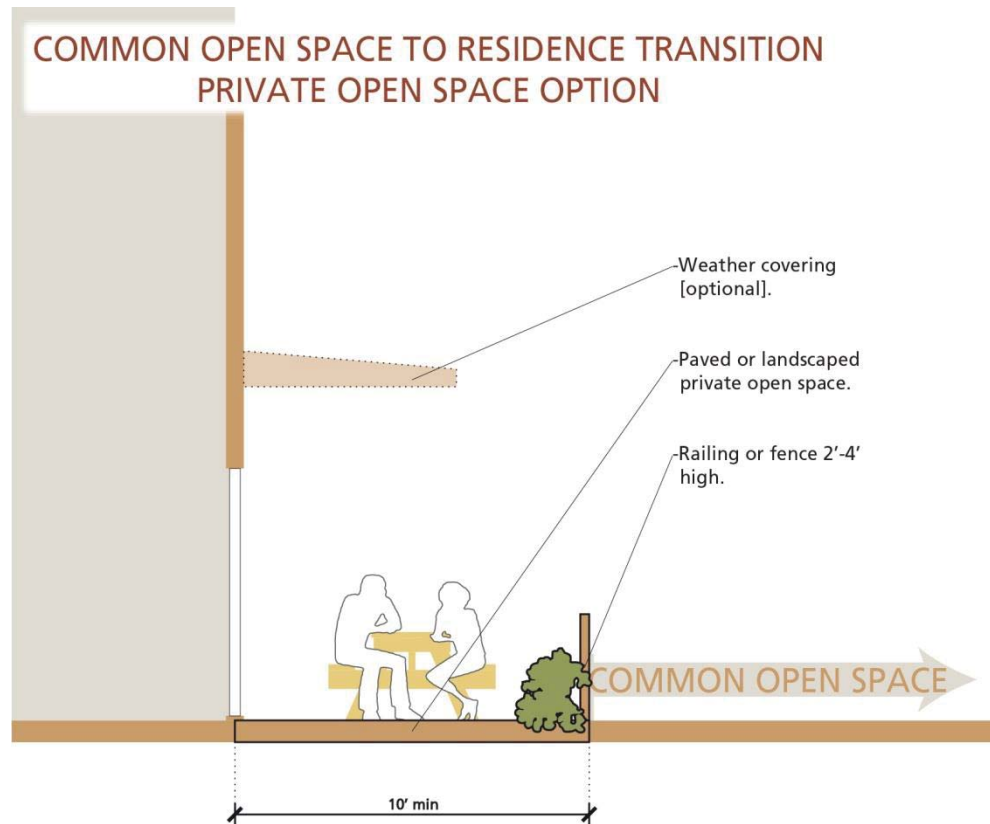 COMMON OPEN SPACE TO RESIDENCE TRANSITION
PRIVATE OPEN SPACE OPTION
-Weather covering
[optional].
-Paved or landscaped
private open space.
-Railing or fence 2'-4'
high.
COMMON OPEN SPACE
10' min